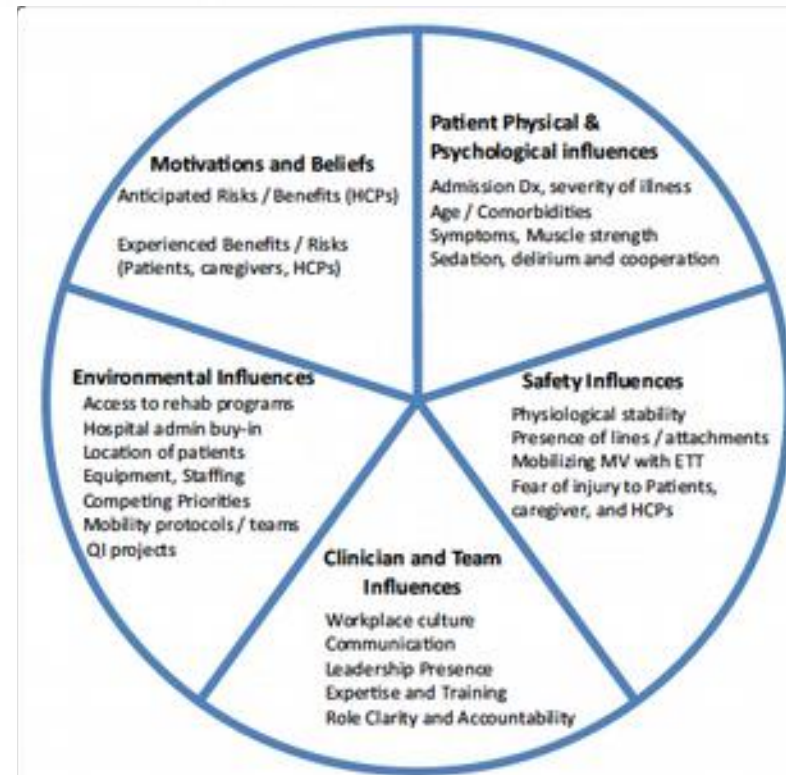 Motivations and Beliefs
Anticipated Risks / Benefits (HCPs)
Experienced Benefits / Risks
(Patients, caregivers, HCPs)
Patient Physical &
Psychological influences
Admission Dx, severity of illness
Age / Comorbidities
Symptoms, Muscle strength
Sedation, delirium and cooperation
Environmental Influences
Access to rehab programs
Hospital admin buy-in
Location of patients
Equipment, Staffing
Competing Priorities
Mobility protocols / teams
QI projects
Safety Influences
Physiological stability
Presence of lines / attachments
Mobilizing MV with ETT
Fear of injury to Patients,
caregiver, and HCPs
Clinician and Team
Influences
Workplace culture
Communication
Leadership Presence
Expertise and Training
Role Clarity and Accountability